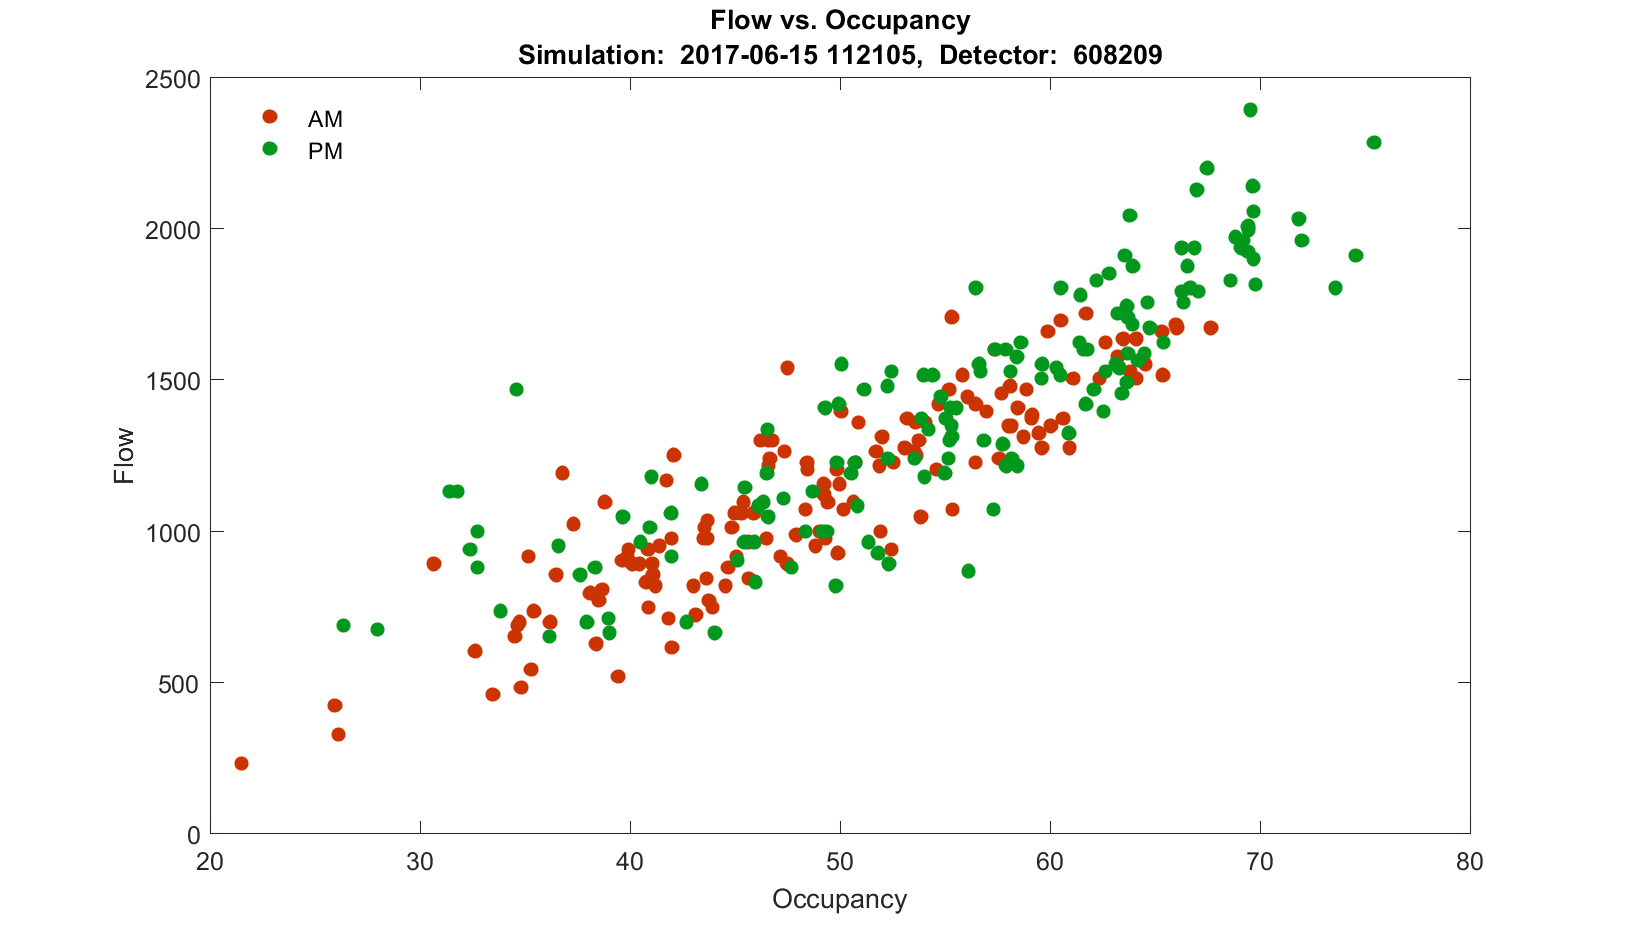 Flow vs. Occupancy
Simulation:  2017-06-15 112105,  Detector:  608209
2500
AM
PM
2000
1500
Flow
1000
500
0
20 30 40 50 60 70 80
Occupancy